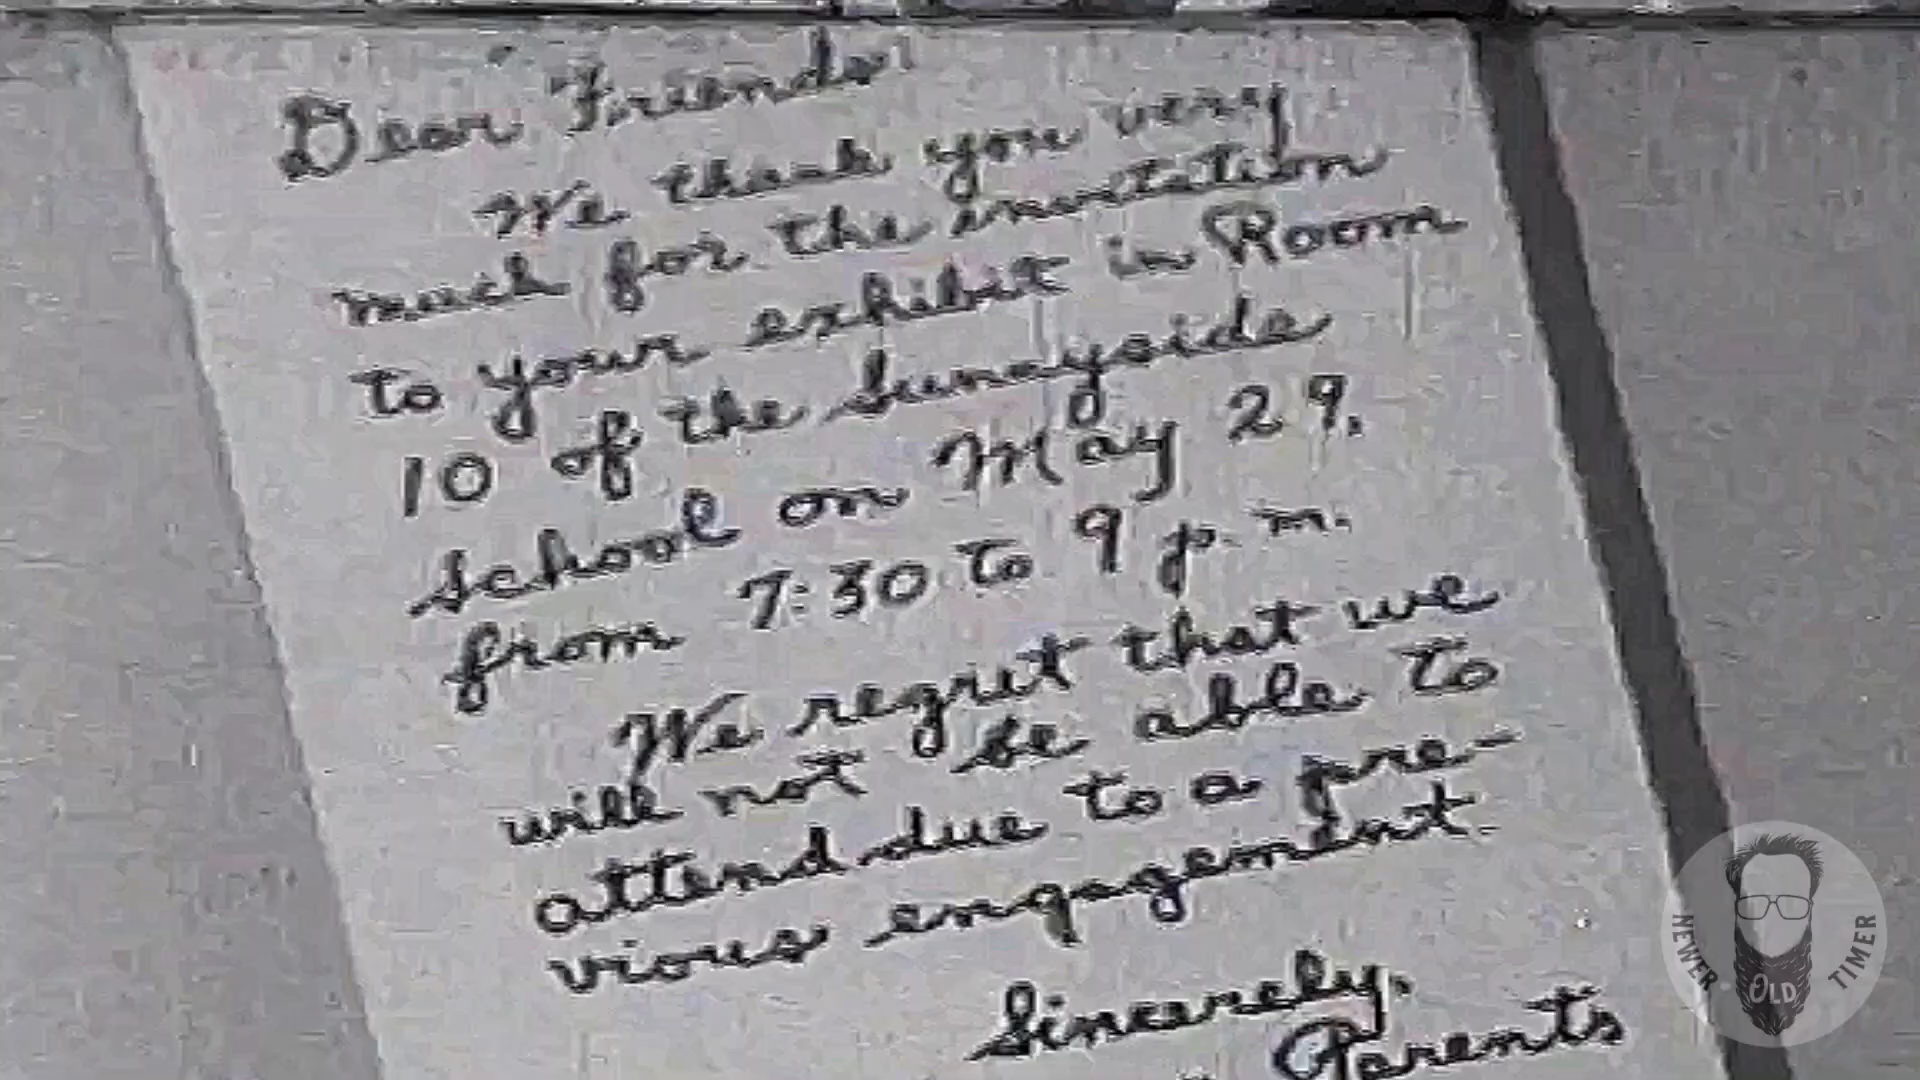 Dear Friends:
We thank you very
much for the invitation
to your exhibit in Room
10 of the Sunnyside
School on May 29.
from 7:30 to 9 p. m.
We regret that we
will not be able to
attend due to a pre-
vious engagement.
Sincerely,
Parents
NEWER OLD TIMER